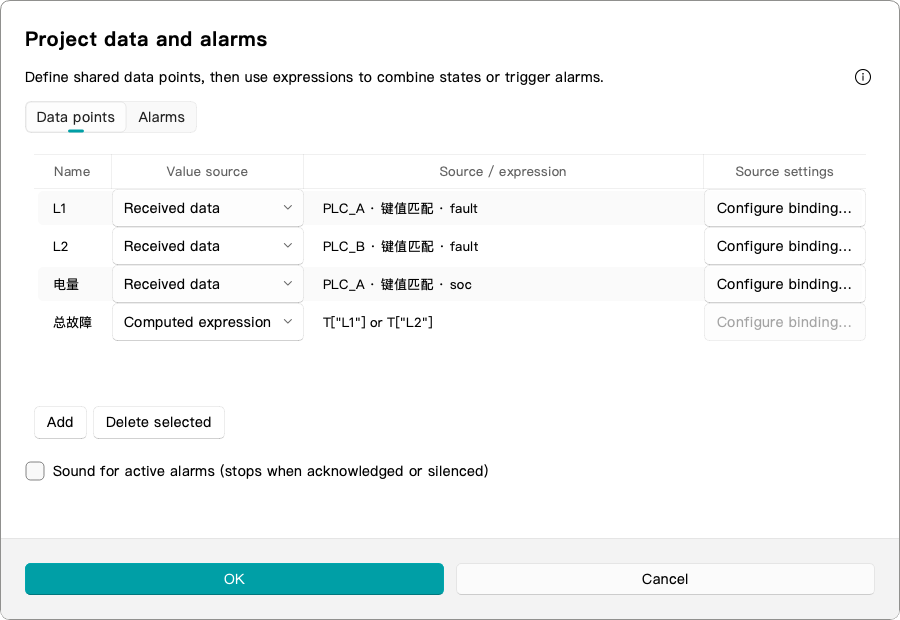 Project data and alarms
Define shared data points, then use expressions to combine states or trigger alarms.
Data points Alarms
Name Value source Source / expression Source settings
L1 Received data PLC_A · 键值匹配 · fault Configure binding...
L2 Received data PLC_B · 键值匹配 · fault Configure binding...
电量 Received data PLC_A · 键值匹配 · soc Configure binding...
总故障 Computed expression T["L1"] or T["L2"] Configure binding...
Add Delete selected
Sound for active alarms (stops when acknowledged or silenced)
OK Cancel